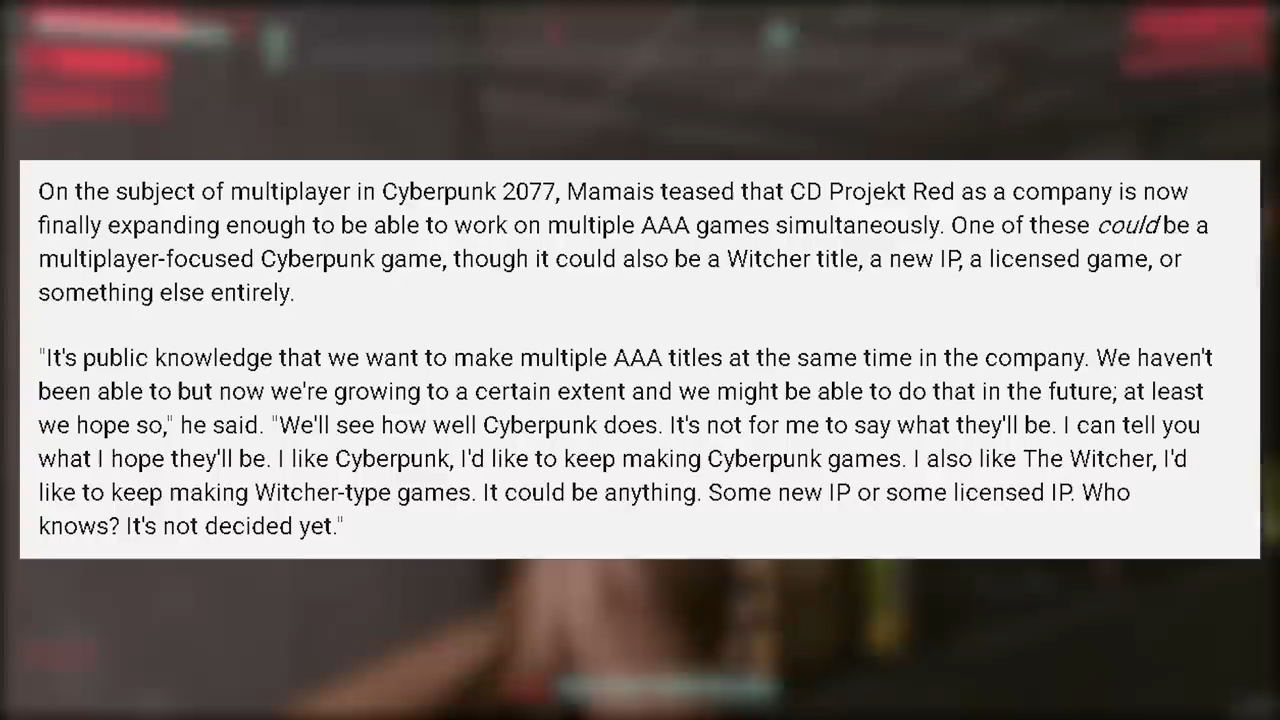 On the subject of multiplayer in Cyberpunk 2077, Mamais teased that CD Projekt Red as a company is now
finally expanding enough to be able to work on multiple AAA games simultaneously. One of these could be a
multiplayer-focused Cyberpunk game, though it could also be a Witcher title, a new IP, a licensed game, or
something else entirely.
"It's public knowledge that we want to make multiple AAA titles at the same time in the company. We haven't
been able to but now we're growing to a certain extent and we might be able to do that in the future; at least
we hope so," he said. "We'll see how well Cyberpunk does. It's not for me to say what they'll be. I can tell you
what I hope they'll be. I like Cyberpunk, I'd like to keep making Cyberpunk games. I also like The Witcher, I'd
like to keep making Witcher-type games. It could be anything. Some new IP or some licensed IP. Who
knows? It's not decided yet."